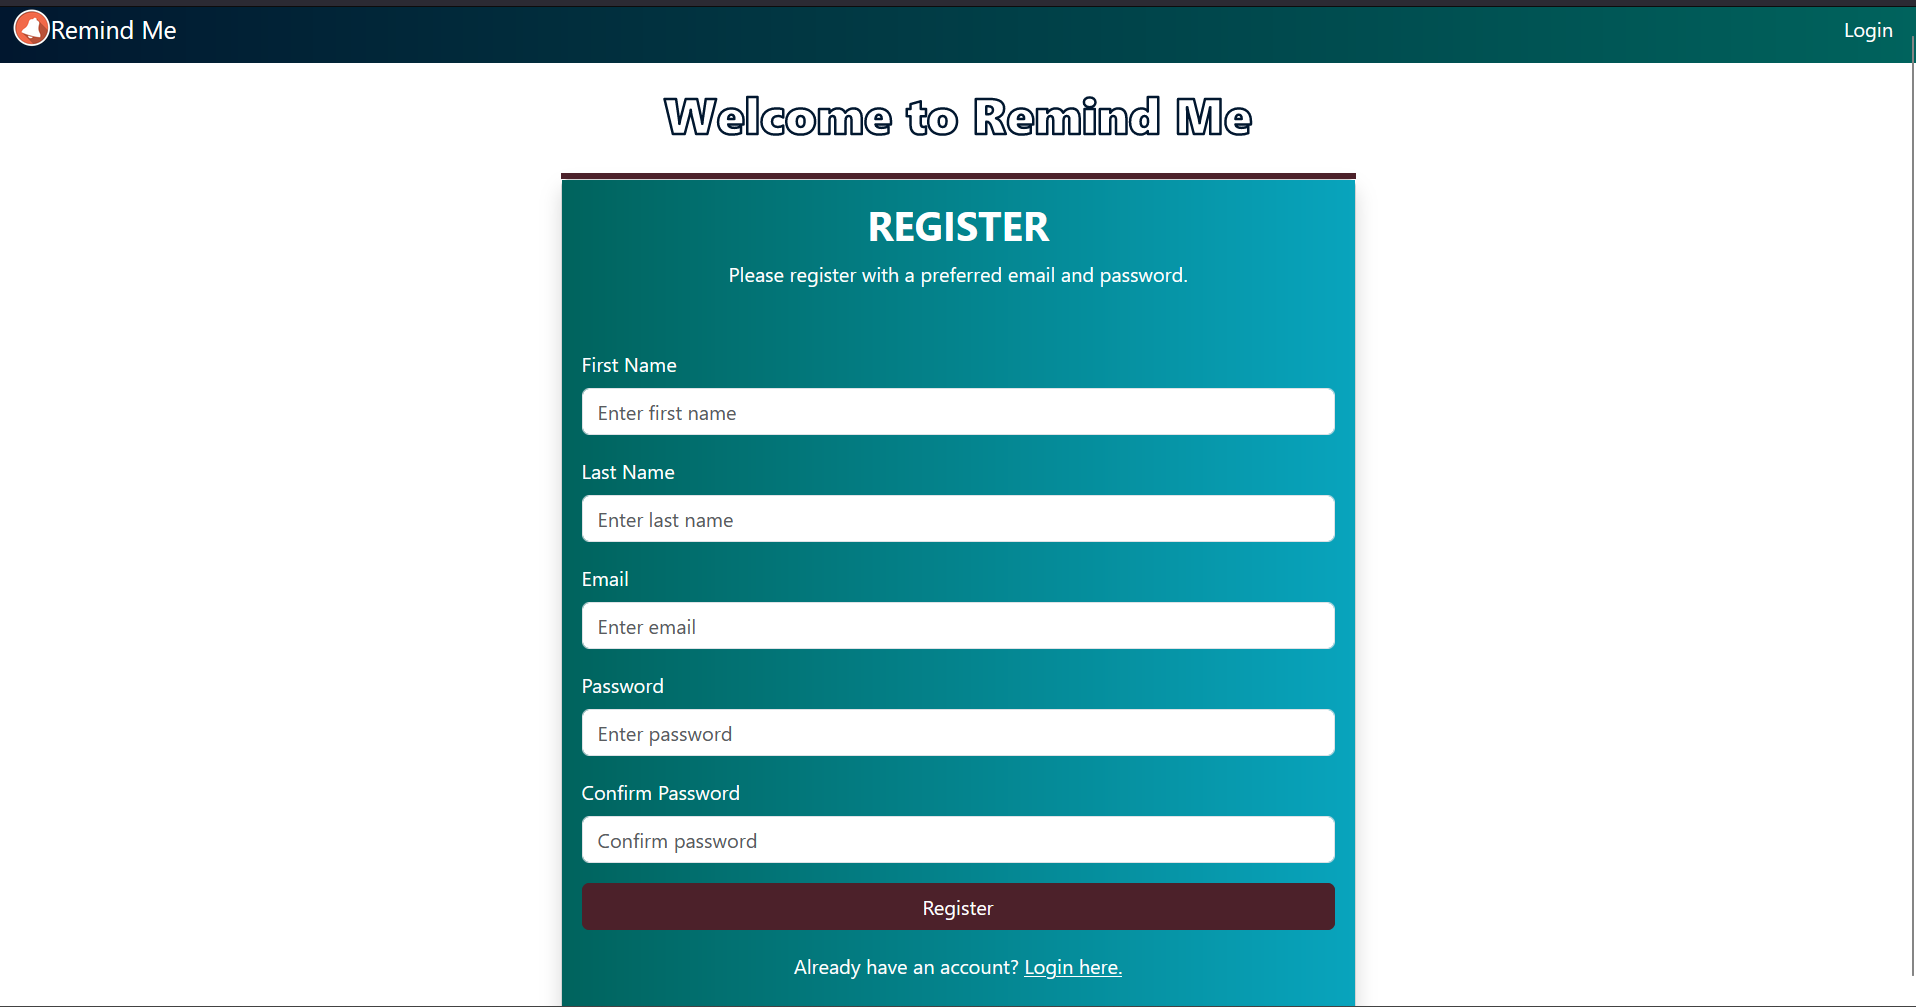 Remind Me
Login
Welcome to Remind Me
REGISTER
Please register with a preferred email and password.
First Name
Enter first name
Last Name
Enter last name
Email
Enter email
Password
Enter password
Confirm Password
Confirm password
Register
Already have an account? Login here.